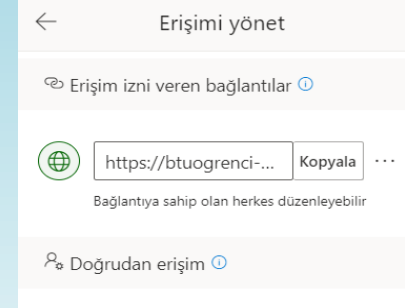 Erişimi yönet
Erişim izni veren bağlantılar
https://btuogrenci-... Kopyala ...
Bağlantıya sahip olan herkes düzenleyebilir
Doğrudan erişim